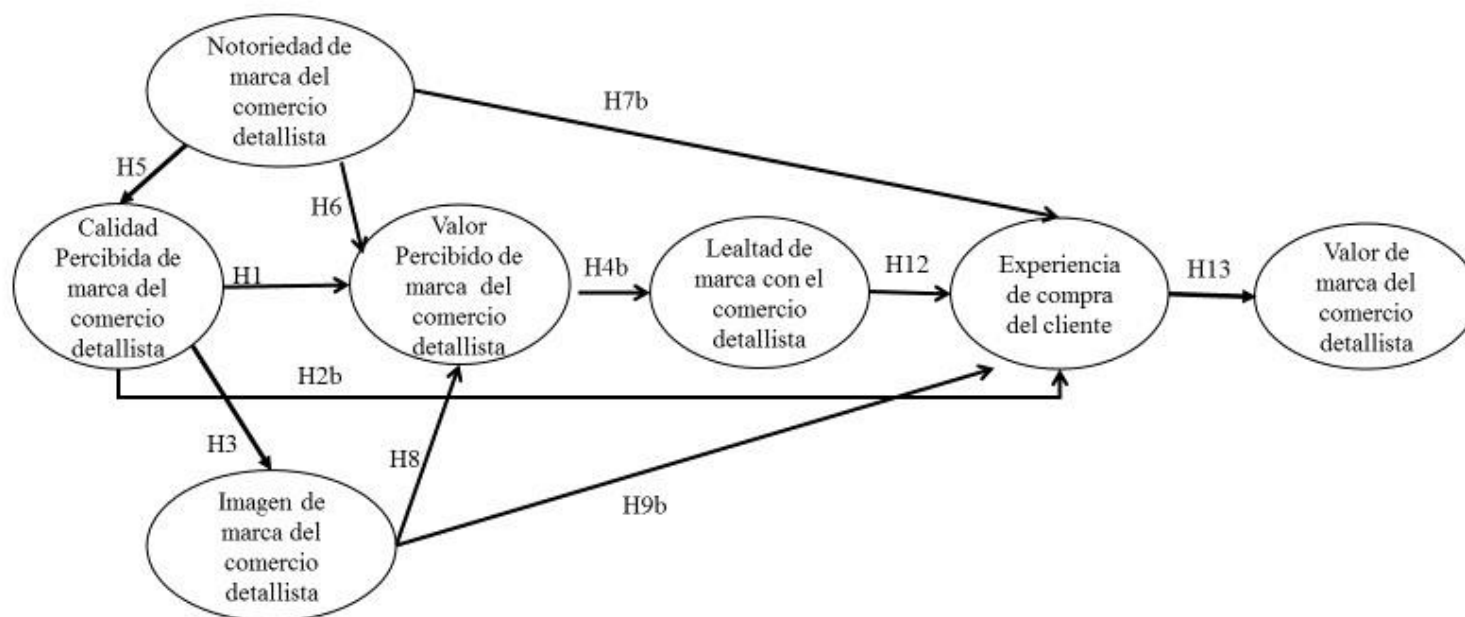 Notoriedad de
marca del
comercio
detallista
H7b
H5
H6
Calidad
Percibida de
marca del
comercio
detallista
H1
Valor
Percibido de
marca del
comercio
detallista
H4b
Lealtad de
marca con el
comercio
detallista
H12
Experiencia
de compra
del cliente
H13
Valor de
marca del
comercio
detallista
H2b
H3
H8
H9b
Imagen de
marca del
comercio
detallista